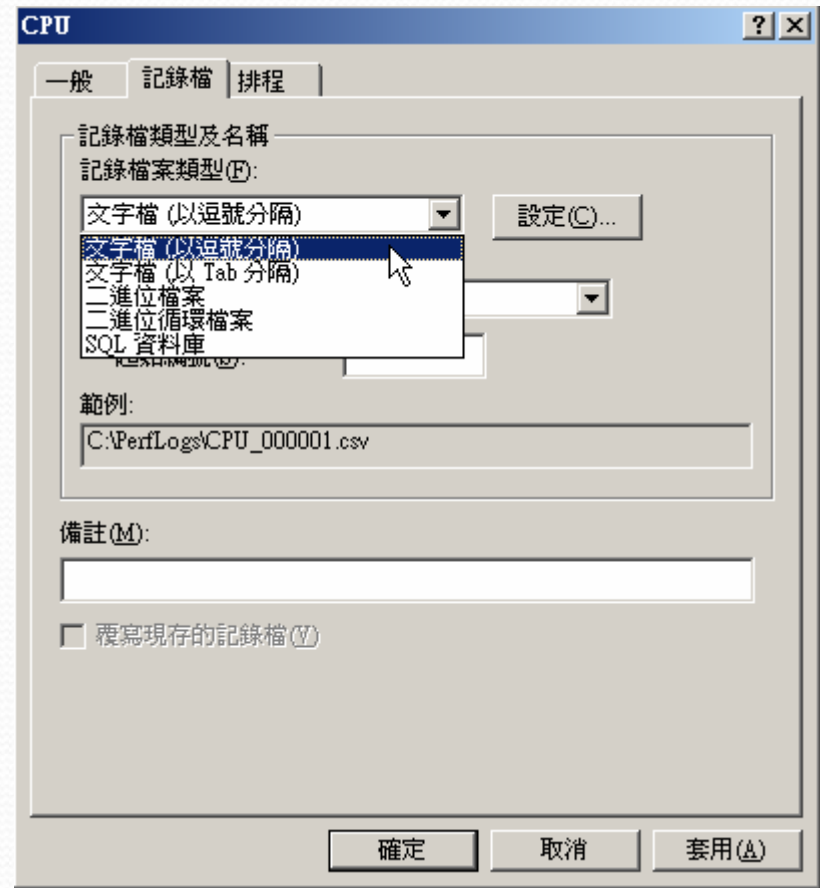 CPU
一般 記錄檔 排程
記錄檔類型及名稱
記錄檔案類型(F):
文字檔 (以逗號分隔) 設定(C)...
文字檔 (以逗號分隔)
文字檔 (以 Tab 分隔)
二進位檔案
二進位循環檔案
SQL 資料庫
範例:
C:\PerfLogs\CPU_000001.csv
備註(M):
覆寫現存的記錄檔(V)
確定 取消 套用(A)